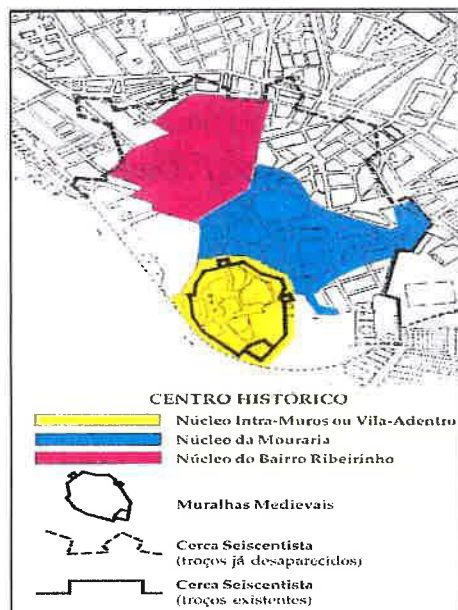 CENTRO HISTÓRICO
Núcleo Intra-Muros ou Vila-Adentro
Núcleo da Mouraria
Núcleo do Bairro Ribeirinho
Muralhas Medievais
Cerca Seiscentista
(troços já desaparecidos)
Cerca Seiscentista
(troços existentes)